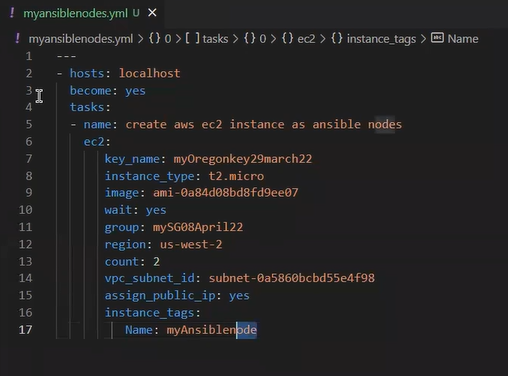 myansiblenodes.yml U
myansiblenodes.yml > {} 0 > [ ] tasks > {} 0 > {} ec2 > {} instance_tags > Name
1 ---
2 - hosts: localhost
3 become: yes
4 tasks:
5 - name: create aws ec2 instance as ansible nodes
6 ec2:
7 key_name: myOregonkey29march22
8 instance_type: t2.micro
9 image: ami-0a84d08bd8fd9ee07
10 wait: yes
11 group: mySG08April22
12 region: us-west-2
13 count: 2
14 vpc_subnet_id: subnet-0a5860bcbd55e4f98
15 assign_public_ip: yes
16 instance_tags:
17 Name: myAnsiblenode